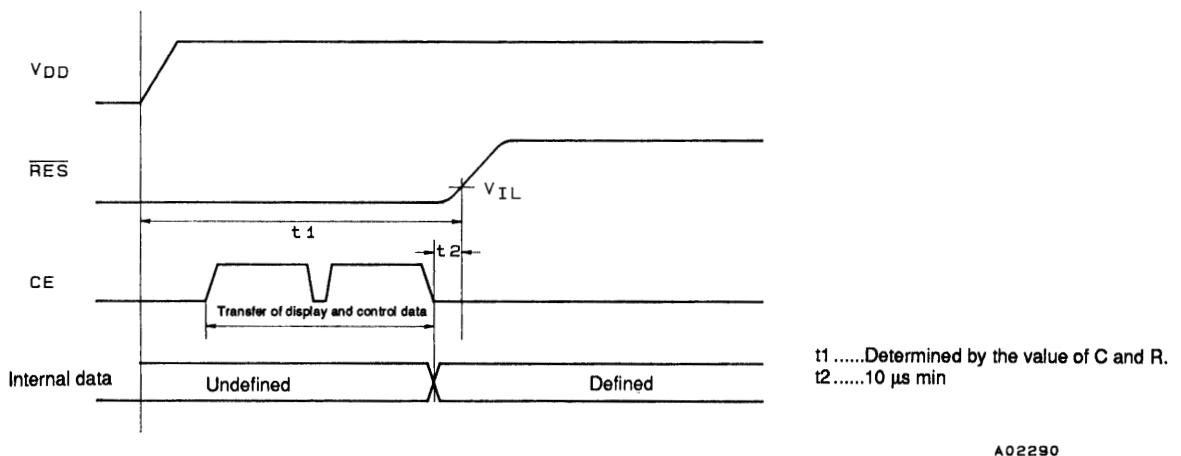 VDD
RES
VIL
t1
t2
CE
Transfer of display and control data
Internal data
Undefined
Defined
t1 ......Determined by the value of C and R.
t2 ......10 μs min
A02290